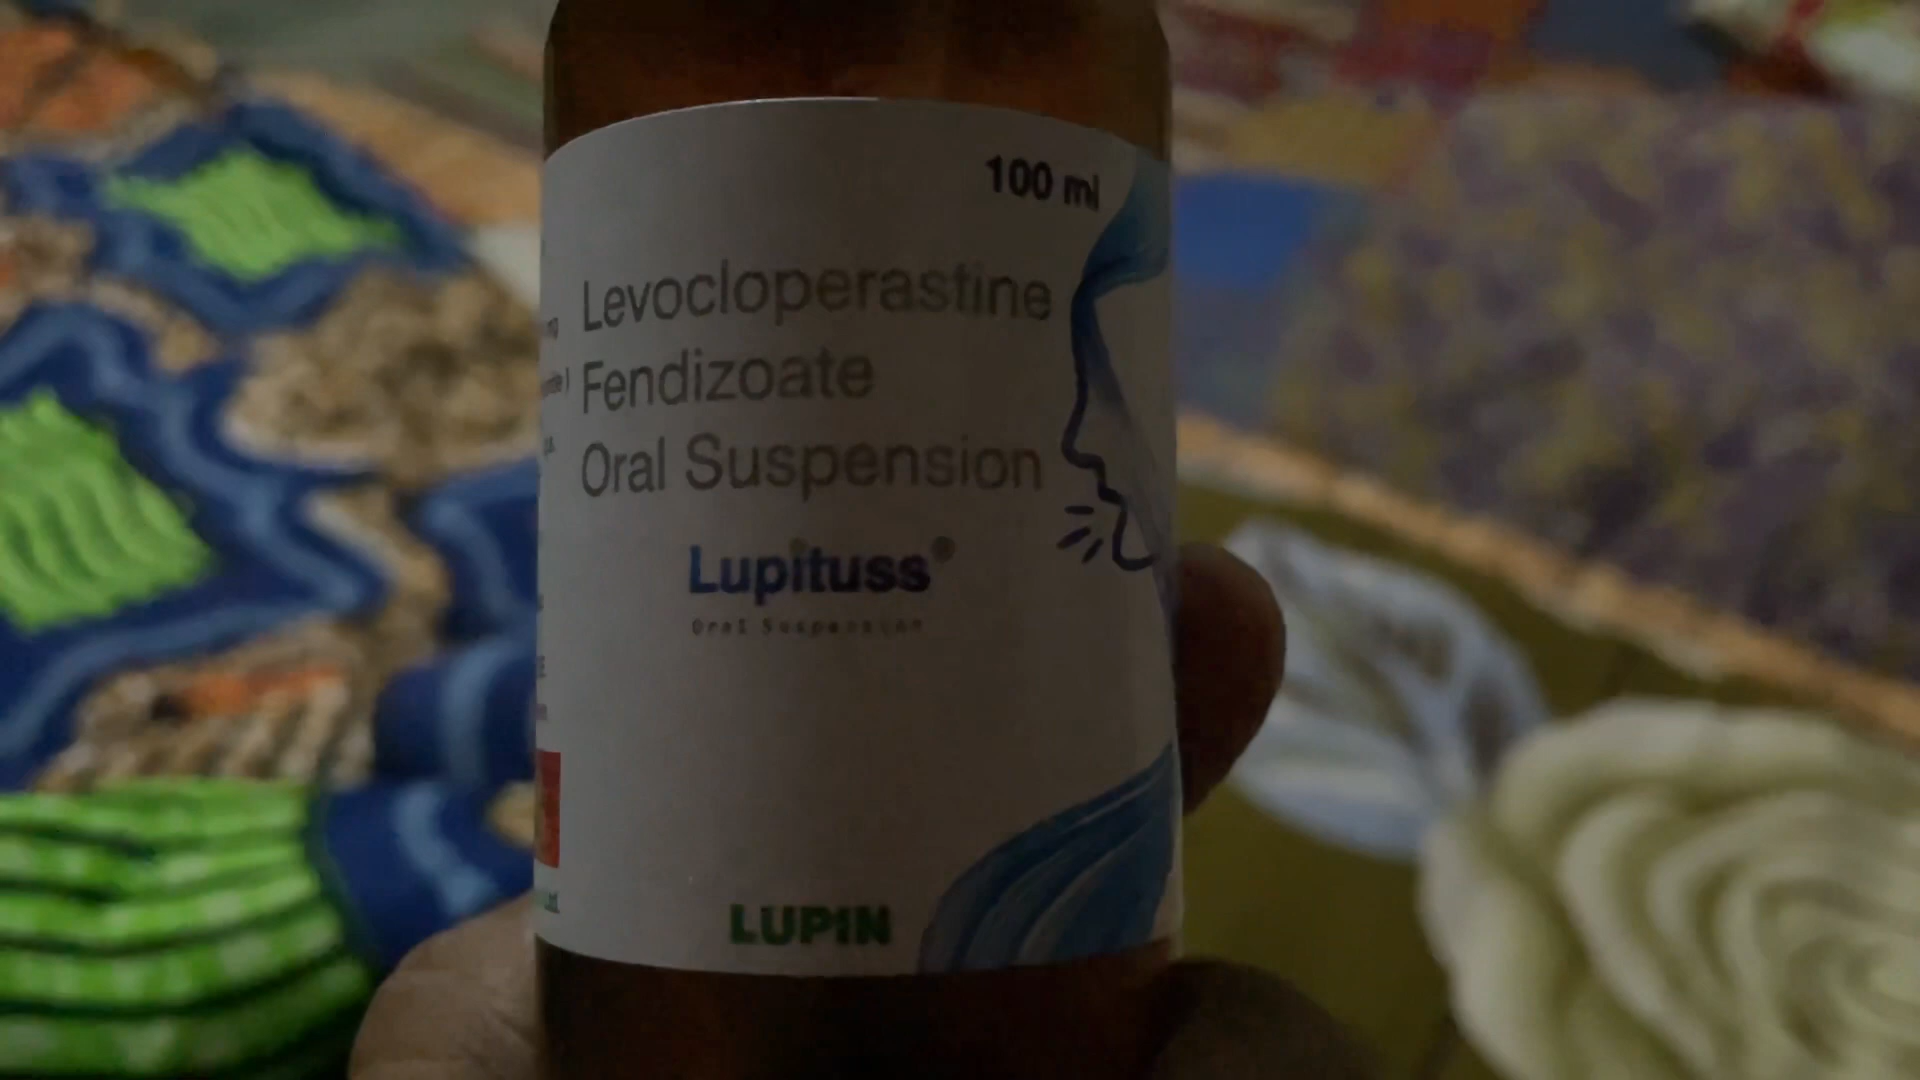 100 ml
Levocloperastine
Fendizoate
Oral Suspension
Lupituss
Oral Suspension
LUPIN